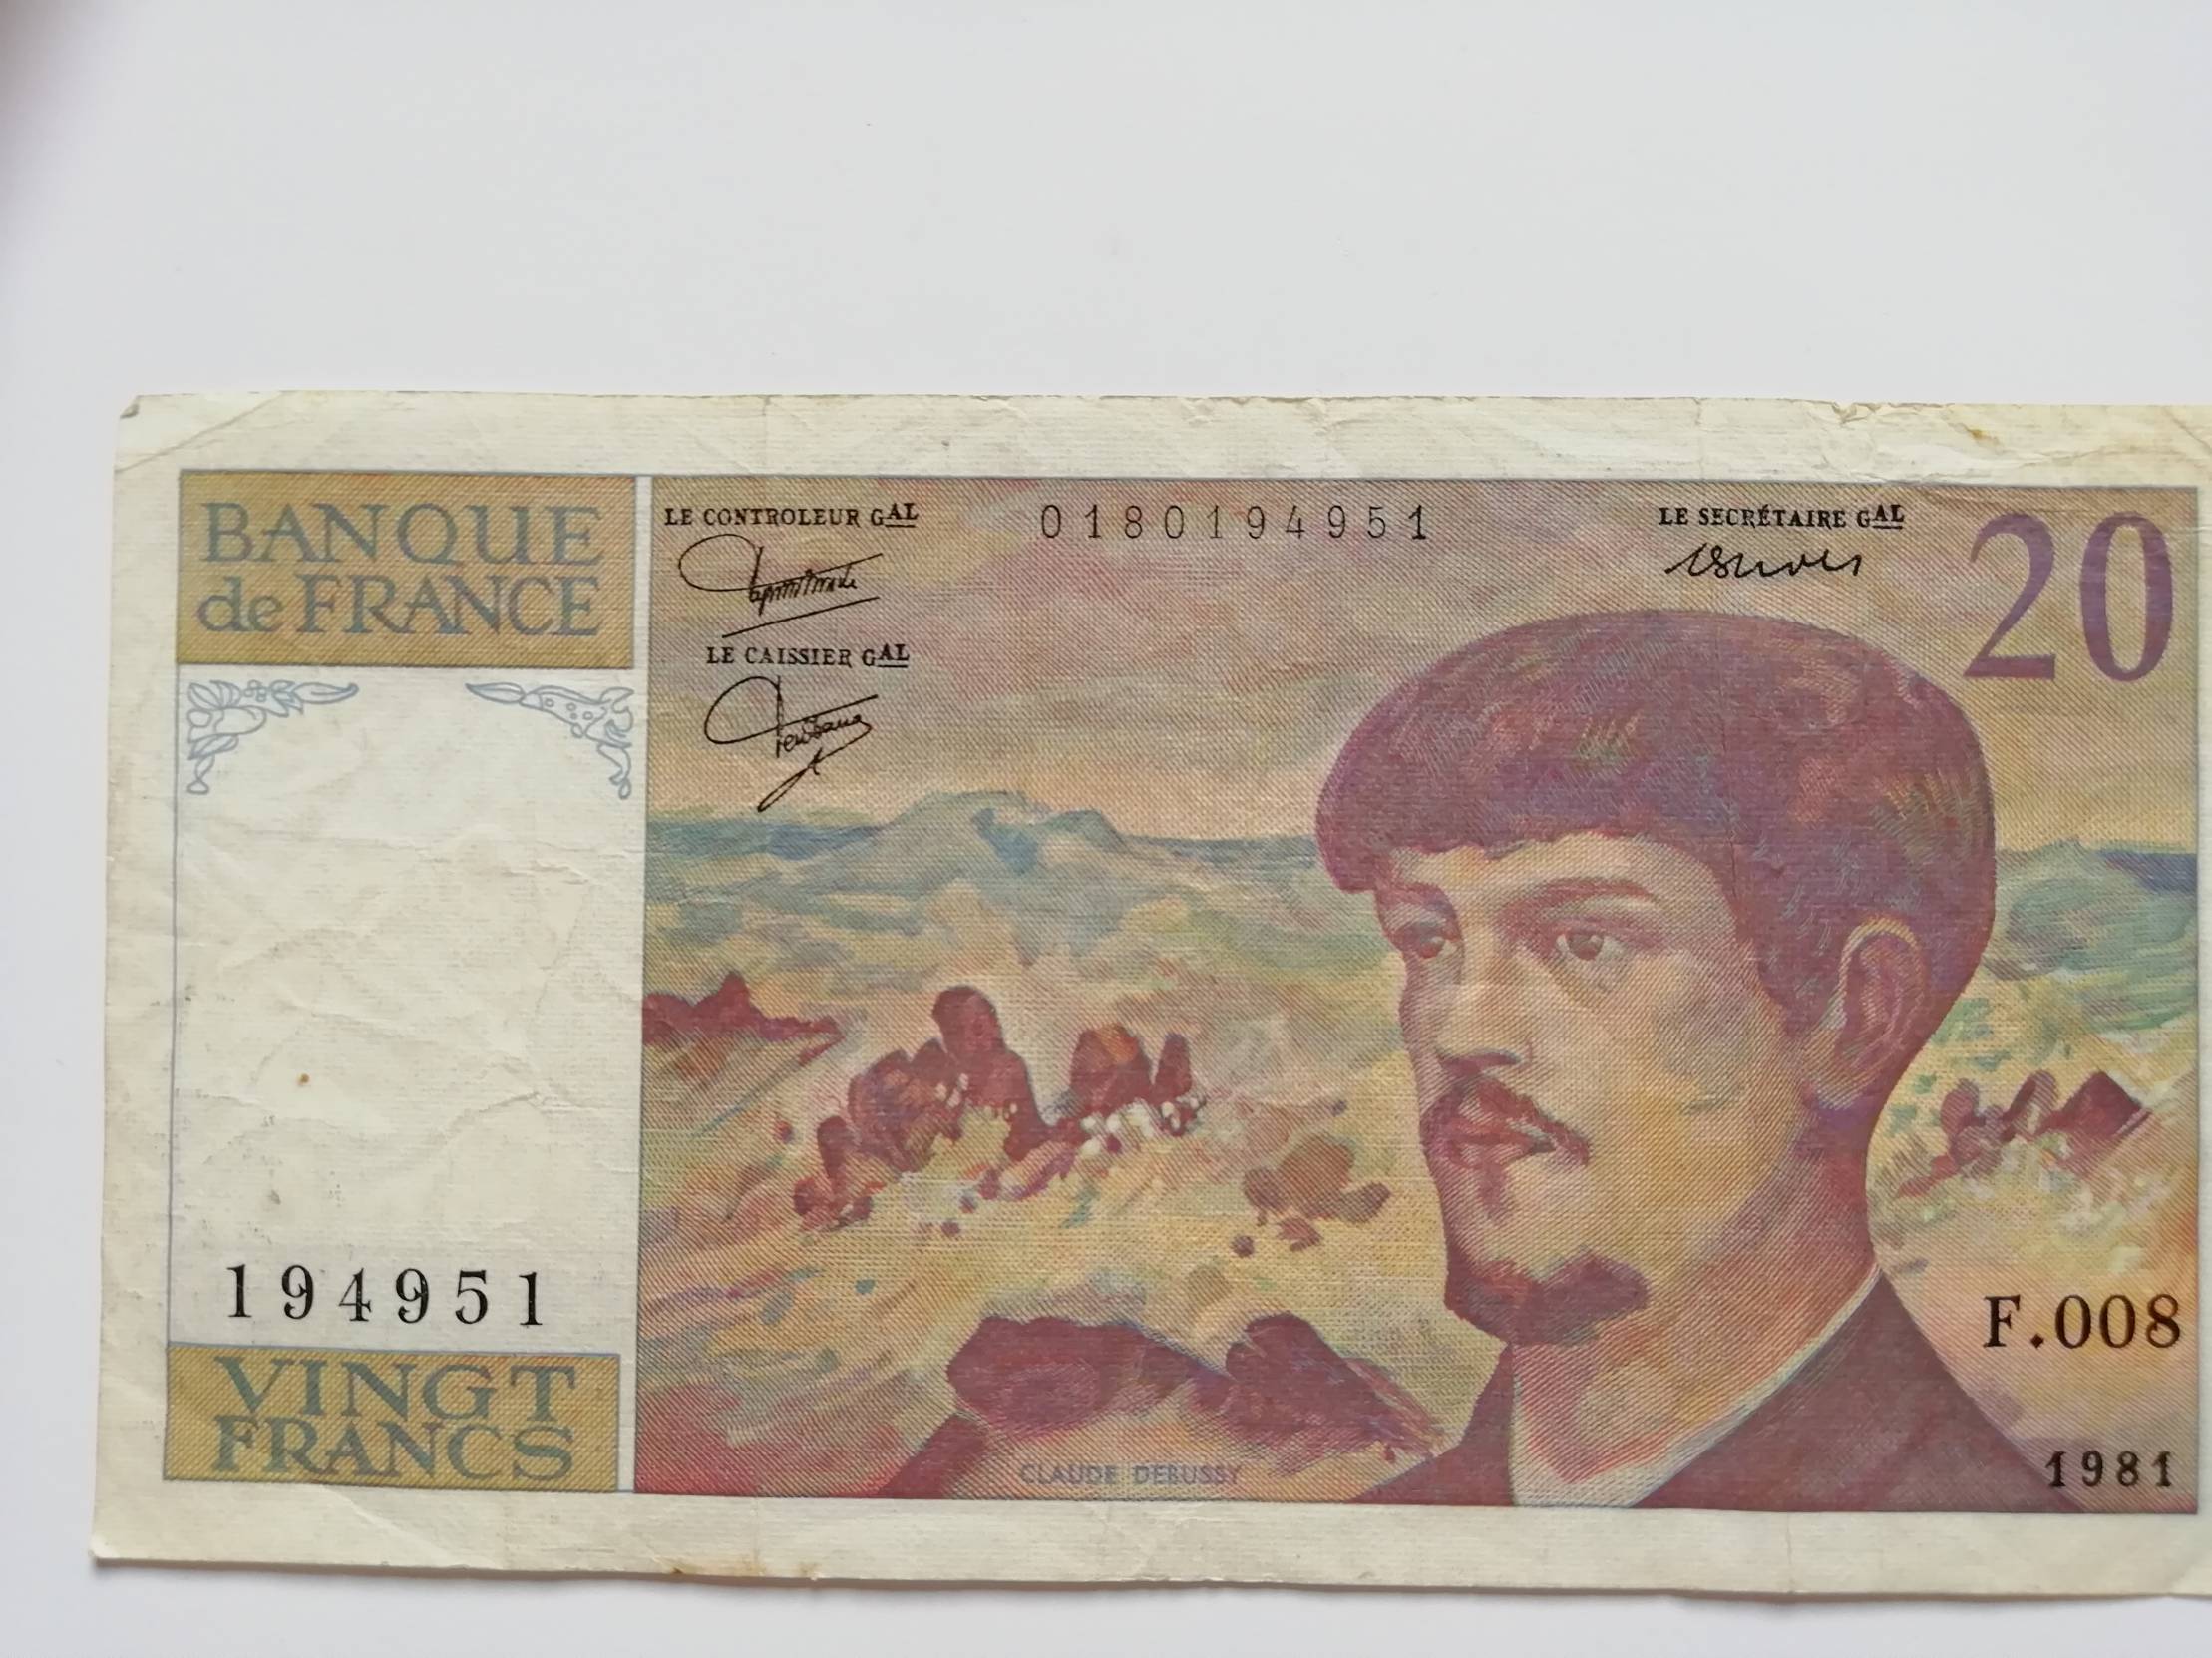 BANQUE
de FRANCE
LE CONTROLEUR GAL
0180194951
LE SECRÉTAIRE GAL
20
LE CAISSIER GAL
194951
F.008
VINGT
FRANCS
CLAUDE DEBUSSY
1981